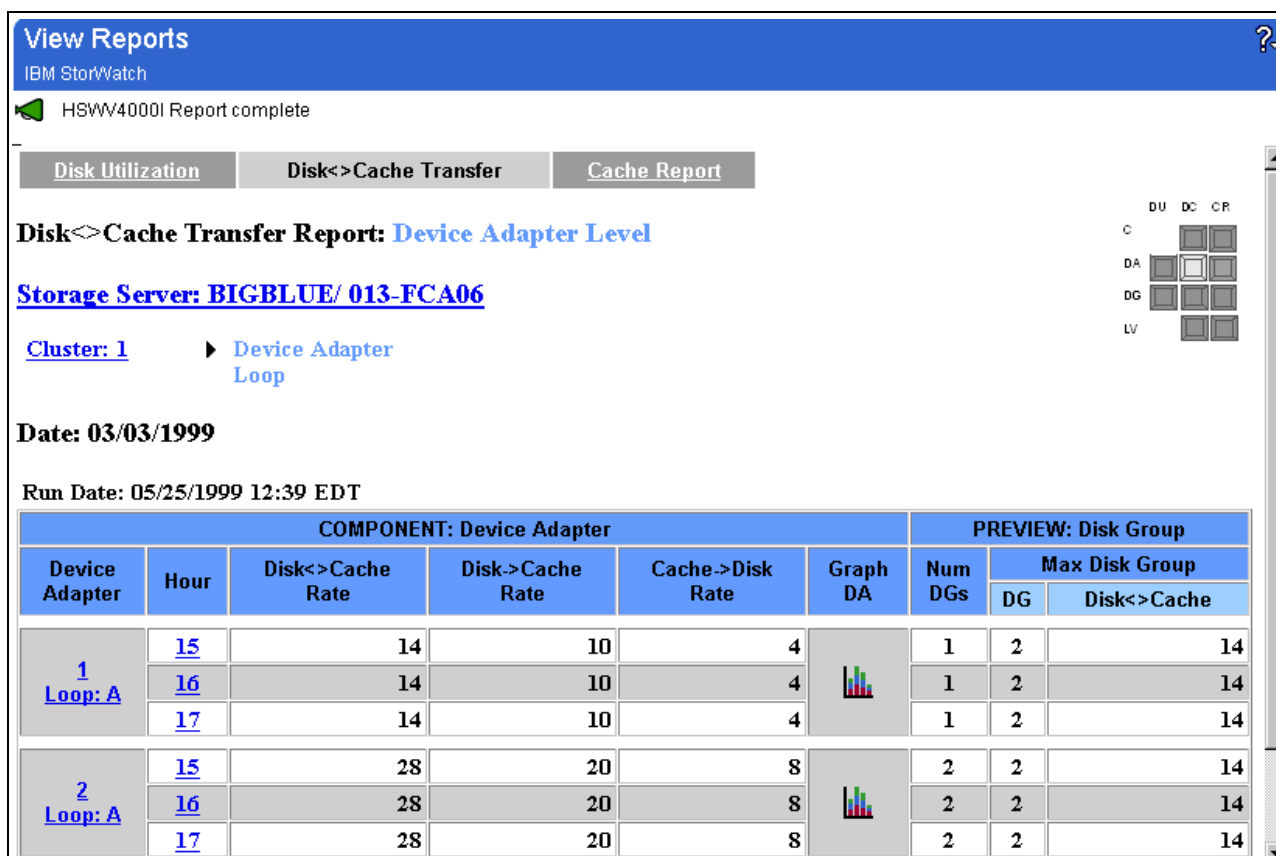 View Reports
?
IBM StorWatch
HSWV4000I Report complete
Disk Utilization Disk<>Cache Transfer Cache Report
DU DC CR
C
DA
DG
LV
Disk<>Cache Transfer Report: Device Adapter Level
Storage Server: BIGBLUE/ 013-FCA06
Cluster: 1 Device Adapter
Loop
Date: 03/03/1999
Run Date: 05/25/1999 12:39 EDT
COMPONENT: Device Adapter PREVIEW: Disk Group
Device Adapter Hour Disk<>Cache Rate Disk->Cache Rate Cache->Disk Rate Graph DA Num DGs Max Disk Group
DG Disk<>Cache
1 Loop: A
15 14 10 4 1 2 14
16 14 10 4 1 2 14
17 14 10 4 1 2 14
2 Loop: A
15 28 20 8 2 2 14
16 28 20 8 2 2 14
17 28 20 8 2 2 14